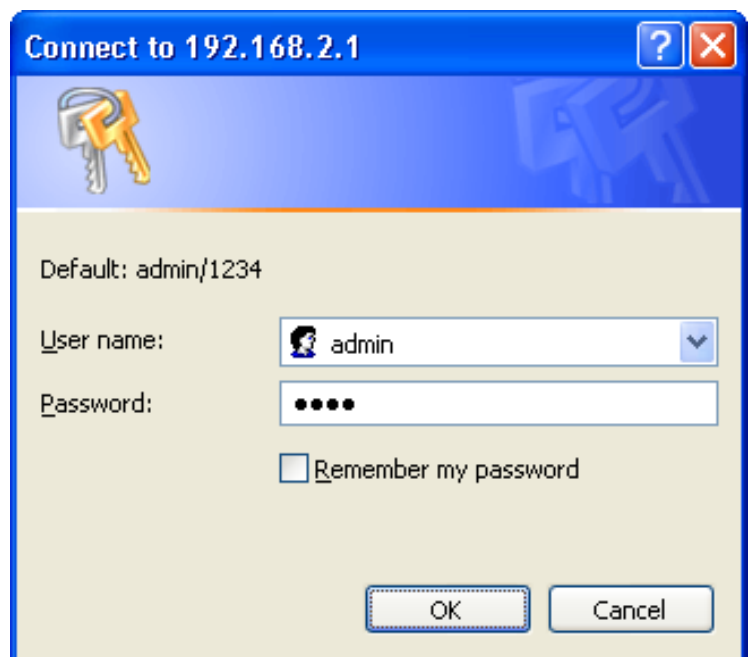 Connect to 192.168.2.1
Default: admin/1234
User name: admin
Password: ••••
Remember my password
OK Cancel